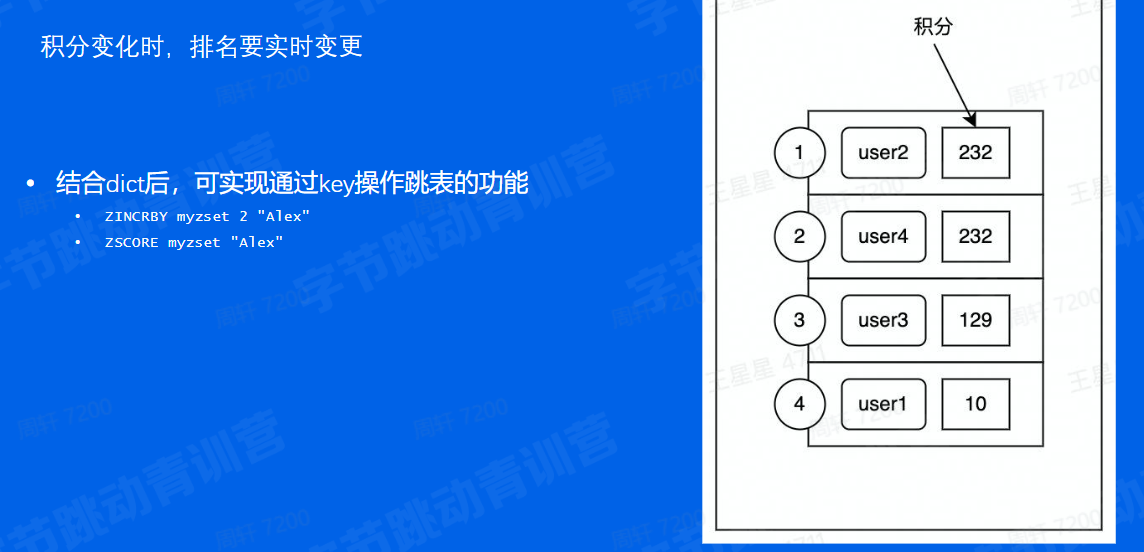 积分变化时，排名要实时变更
• 结合dict后，可实现通过key操作跳表的功能
• ZINCRBY myzset 2 "Alex"
• ZSCORE myzset "Alex"
积分
1 user2 232
2 user4 232
3 user3 129
4 user1 10
字节跳动青训营
周轩 7200
王星星 4711